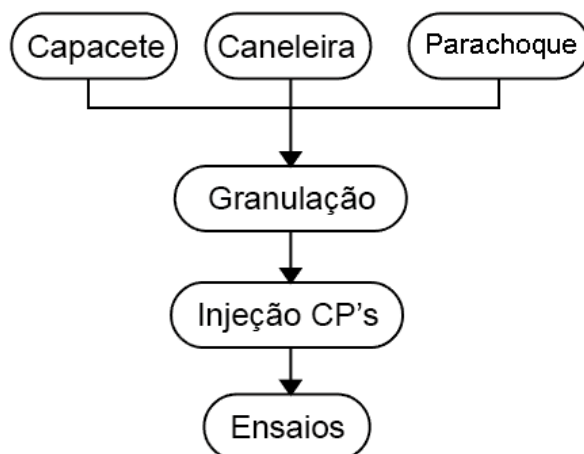 Capacete
Caneleira
Parachoque
Granulação
Injeção CP's
Ensaios